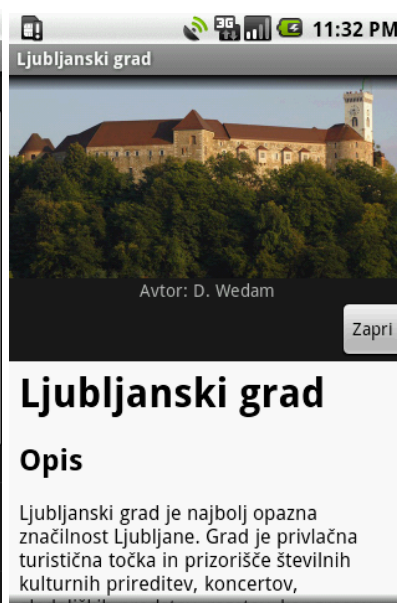 3G 11:32 PM
Ljubljanski grad
Avtor: D. Wedam
Zapri
Ljubljanski grad
Opis
Ljubljanski grad je najbolj opazna
značilnost Ljubljane. Grad je privlačna
turistična točka in prizorišče številnih
kulturnih prireditev, koncertov,